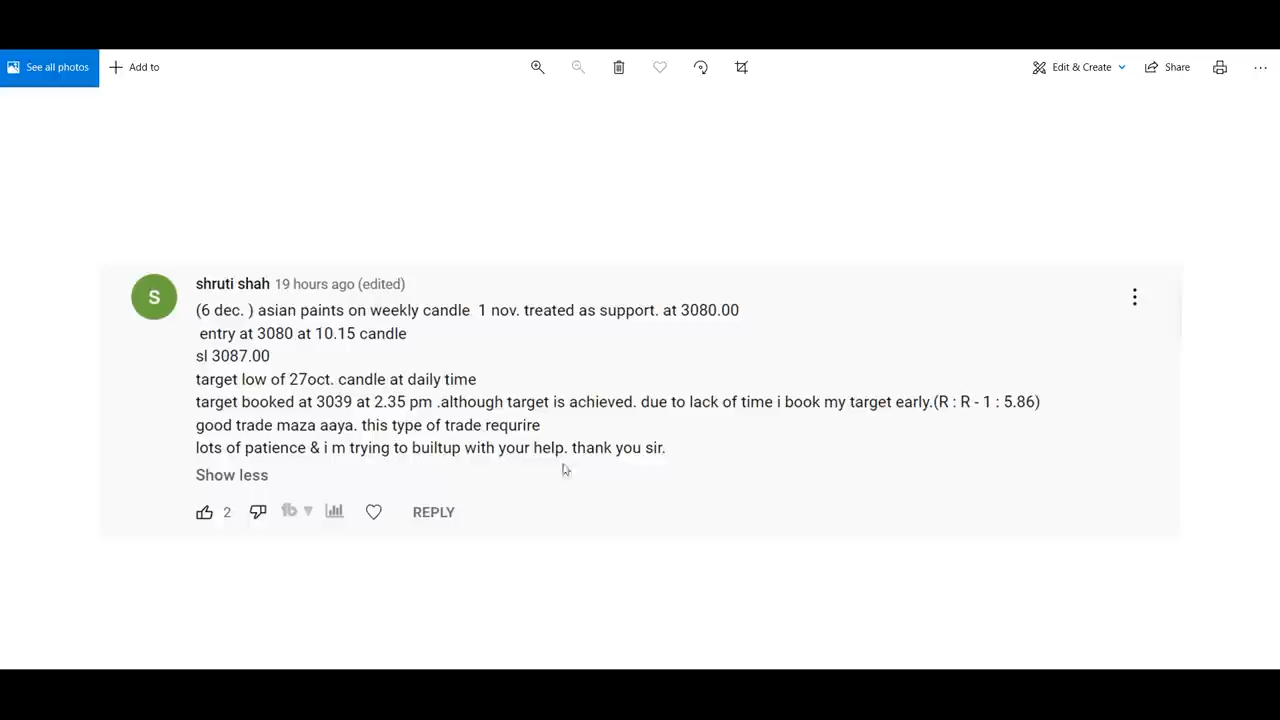 See all photos
Add to
Edit & Create
Share
S
shruti shah 19 hours ago (edited)
(6 dec. ) asian paints on weekly candle 1 nov. treated as support. at 3080.00
entry at 3080 at 10.15 candle
sl 3087.00
target low of 27oct. candle at daily time
target booked at 3039 at 2.35 pm .although target is achieved. due to lack of time i book my target early.(R : R - 1 : 5.86)
good trade maza aaya. this type of trade requrire
lots of patience & i m trying to builtup with your help. thank you sir.
Show less
2
REPLY